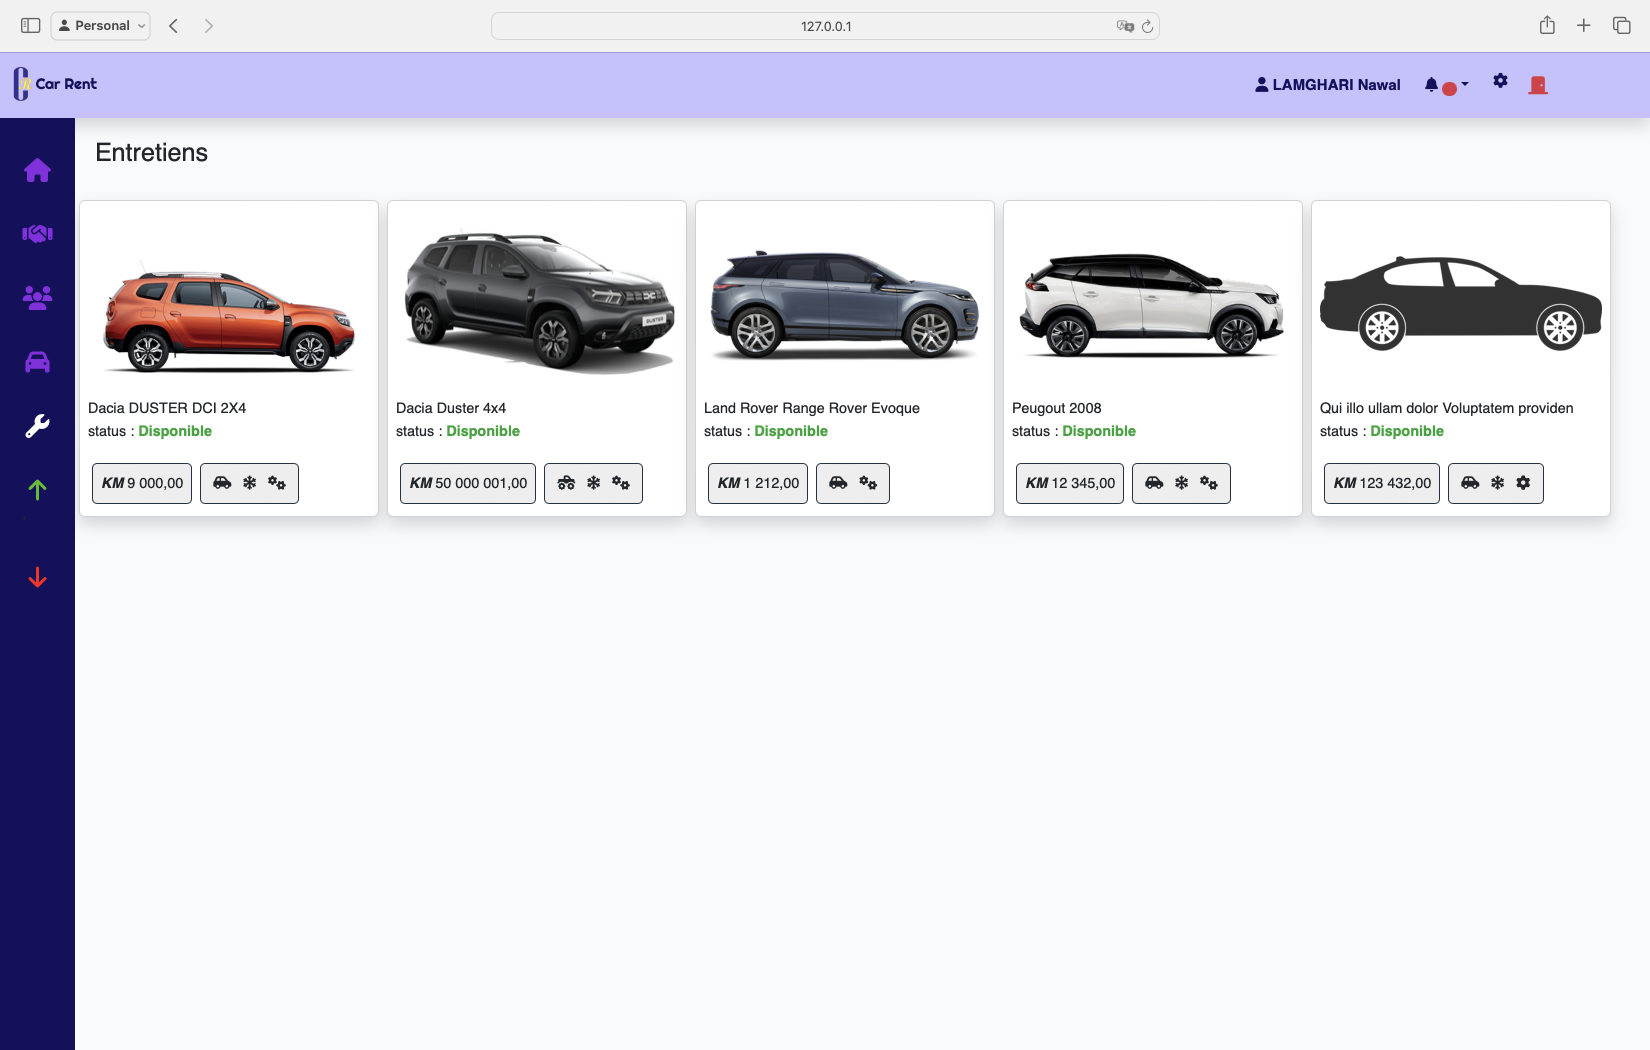 Personal
127.0.0.1
Car Rent
LAMGHARI Nawal
Entretiens
Dacia DUSTER DCI 2X4
status : Disponible
KM 9 000,00
Dacia Duster 4x4
status : Disponible
KM 50 000 001,00
Land Rover Range Rover Evoque
status : Disponible
KM 1 212,00
Peugout 2008
status : Disponible
KM 12 345,00
Qui illo ullam dolor Voluptatem providen
status : Disponible
KM 123 432,00
DUSTER